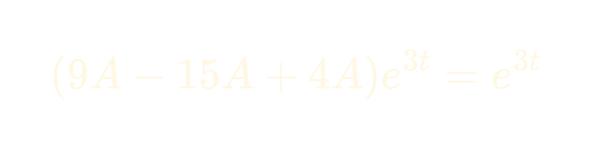 (9A − 15A + 4A)e^{3t} = e^{3t}